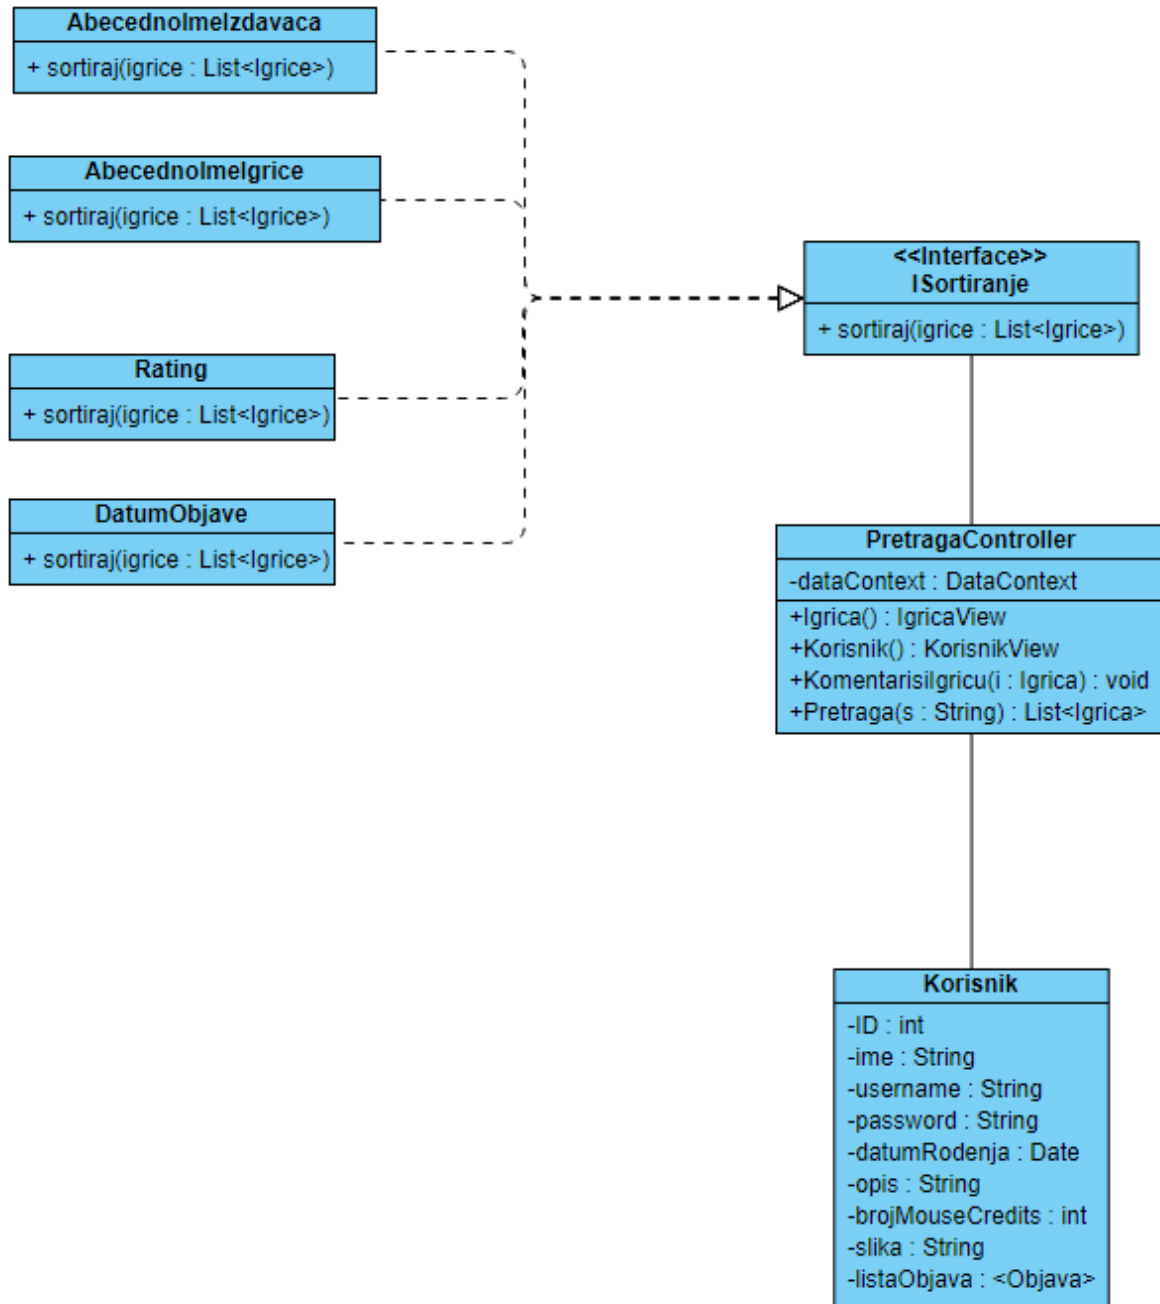 AbecednoImeIzdavaca
+ sortiraj(igrice : List<Igrice>)
AbecednoImeIgrice
+ sortiraj(igrice : List<Igrice>)
Rating
+ sortiraj(igrice : List<Igrice>)
DatumObjave
+ sortiraj(igrice : List<Igrice>)
<<Interface>>
ISortiranje
+ sortiraj(igrice : List<Igrice>)
PretragaController
-dataContext : DataContext
+Igrica() : IgricaView
+Korisnik() : KorisnikView
+KomentarisiIgricu(i : Igrica) : void
+Pretraga(s : String) : List<Igrica>
Korisnik
-ID : int
-ime : String
-username : String
-password : String
-datumRodenja : Date
-opis : String
-brojMouseCredits : int
-slika : String
-listaObjava : <Objava>